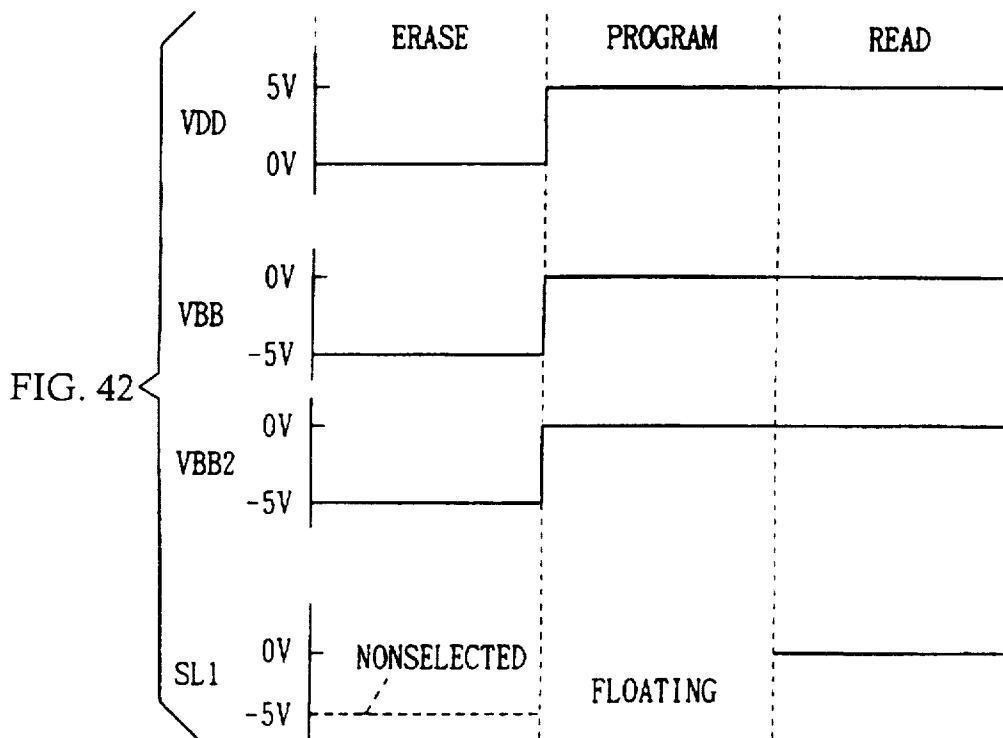 ERASE PROGRAM READ
5V
VDD
0V
0V
VBB
-5V
FIG. 42
0V
VBB2
-5V
0V NONSELECTED
SL1
FLOATING
-5V